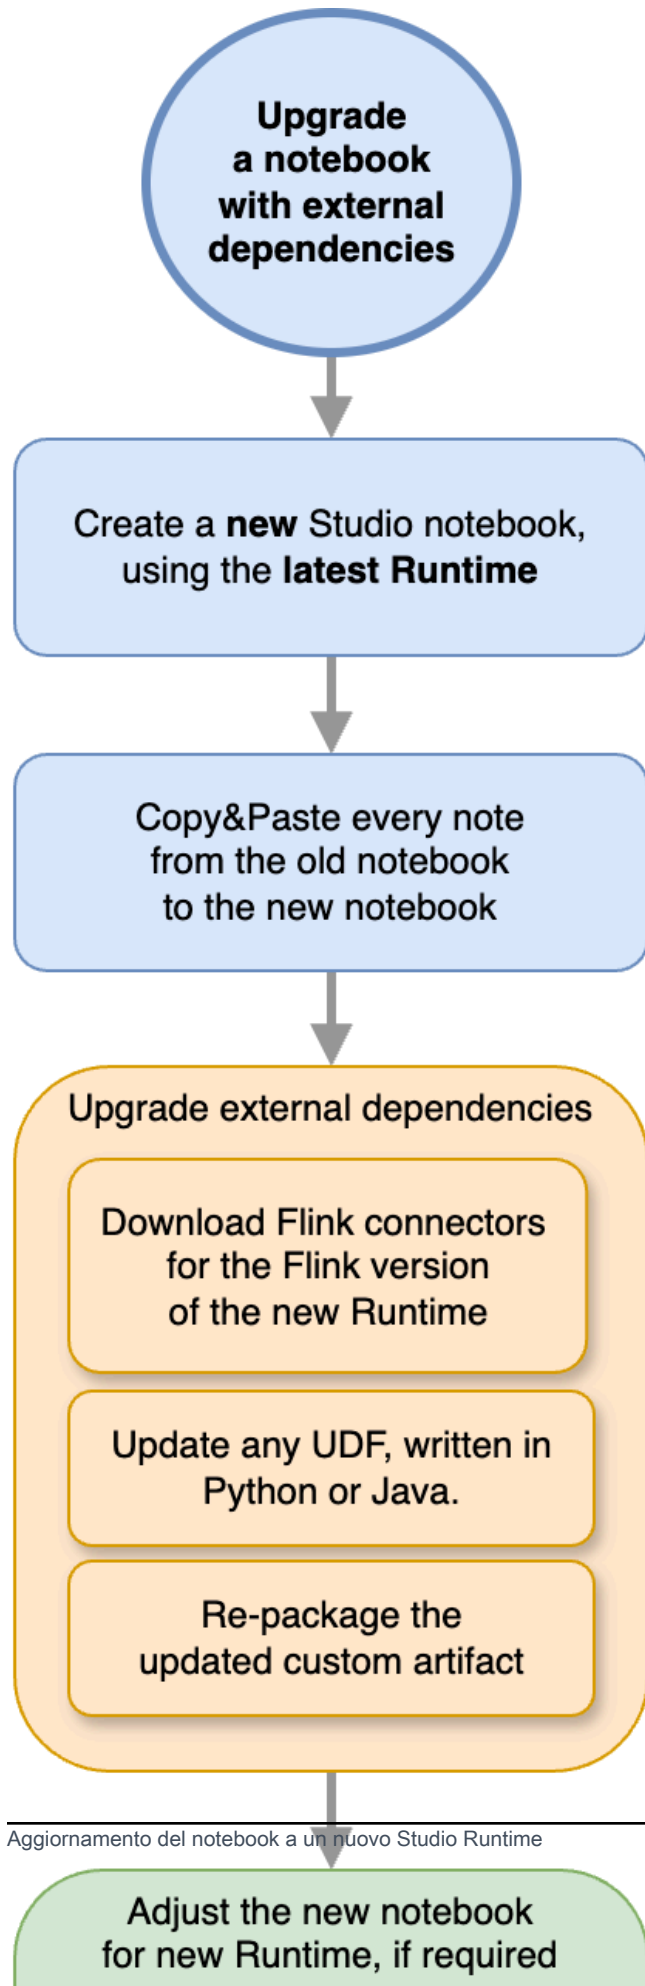 Upgrade
a notebook
with external
dependencies
Create a new Studio notebook,
using the latest Runtime
Copy&Paste every note
from the old notebook
to the new notebook
Upgrade external dependencies
Download Flink connectors
for the Flink version
of the new Runtime
Update any UDF, written in
Python or Java.
Re-package the
updated custom artifact
Aggiornamento del notebook a un nuovo Studio Runtime
Adjust the new notebook
for new Runtime, if required